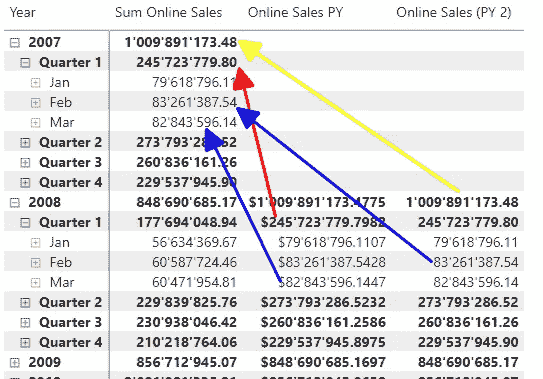 Year Sum Online Sales Online Sales PY Online Sales (PY 2)
2007 1'009'891'173.48
Quarter 1 245'723'779.80
Jan 79'618'796.11
Feb 83'261'387.54
Mar 82'843'596.14
Quarter 2
Quarter 3 260'836'161.26
Quarter 4 229'537'945.90
2008 848'690'685.17 $1'009'891'173.4775 1'009'891'173.48
Quarter 1 177'694'048.94 $245'723'779.7982 245'723'779.80
Jan 56'634'369.67 $79'618'796.1107 79'618'796.11
Feb 60'587'724.46 $83'261'387.5428 83'261'387.54
Mar 60'471'954.81 $82'843'596.1447 82'843'596.14
Quarter 2 229'839'825.76 $273'793'286.5232 273'793'286.52
Quarter 3 230'938'046.42 $260'836'161.2586 260'836'161.26
Quarter 4 210'218'764.06 $229'537'945.8975 229'537'945.90
2009 856'712'945.07 $848'690'685.1697 848'690'685.17